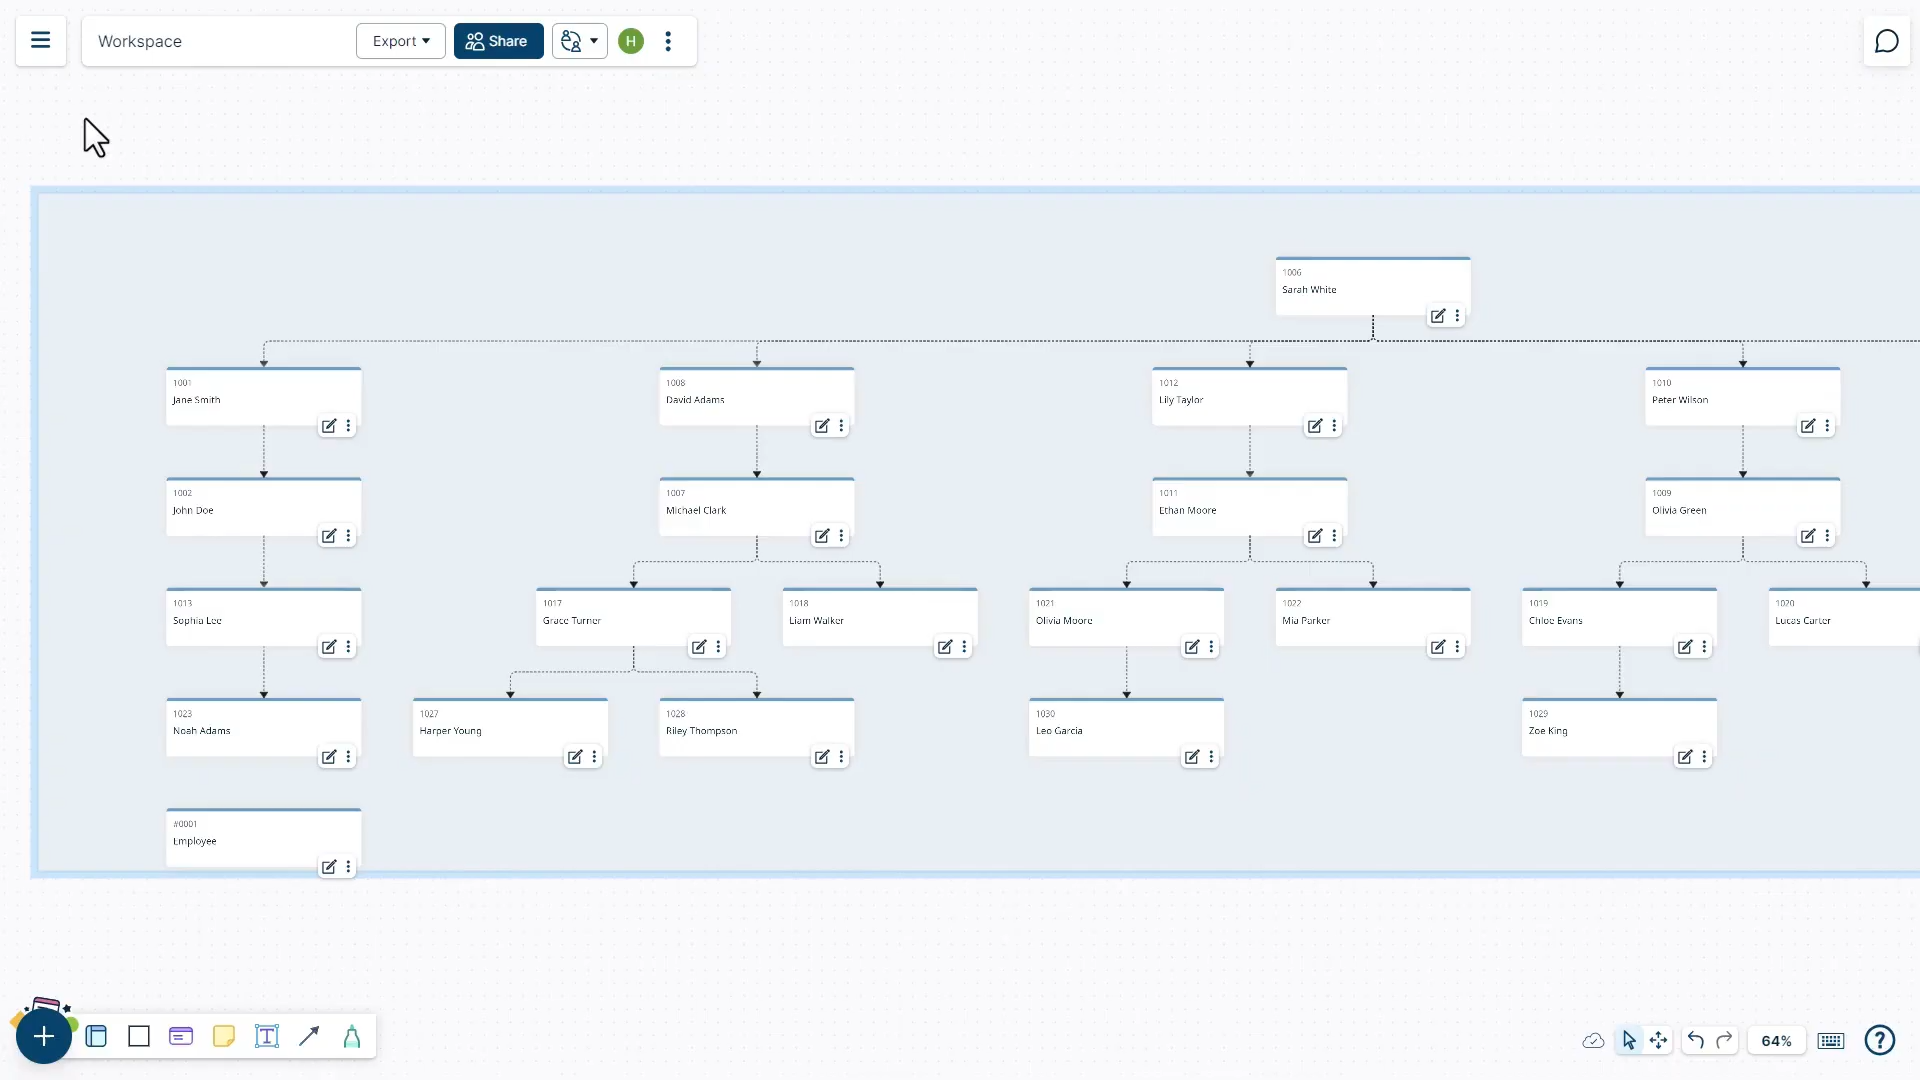 Workspace
Export
Share
H
1006
Sarah White
1001
Jane Smith
1008
David Adams
1012
Lily Taylor
1010
Peter Wilson
1002
John Doe
1007
Michael Clark
1011
Ethan Moore
1009
Olivia Green
1013
Sophia Lee
1017
Grace Turner
1018
Liam Walker
1021
Olivia Moore
1022
Mia Parker
1019
Chloe Evans
1020
Lucas Carter
1023
Noah Adams
1027
Harper Young
1028
Riley Thompson
1030
Leo Garcia
1029
Zoe King
#0001
Employee
T
64%
?